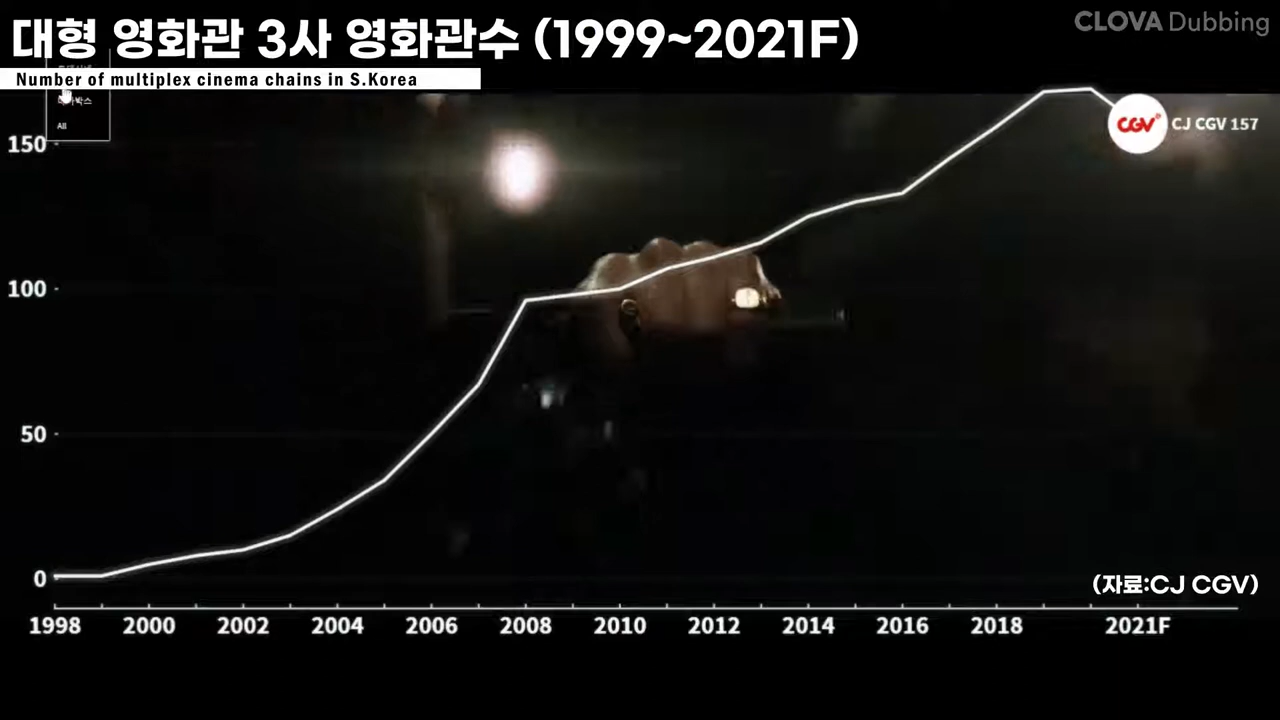 대형 영화관 3사 영화관수 (1999~2021F)
CLOVA Dubbing
Number of multiplex cinema chains in S.Korea
All
150
CGV CJ CGV 157
100
50
0
(자료:CJ CGV)
1998 2000 2002 2004 2006 2008 2010 2012 2014 2016 2018 2021F